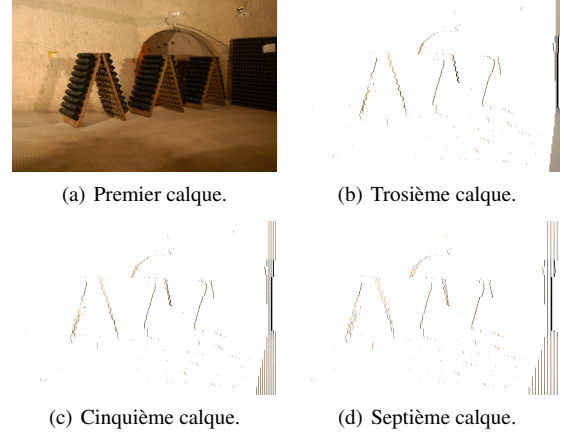 (a) Premier calque.
(b) Trosième calque.
(c) Cinquième calque.
(d) Septième calque.